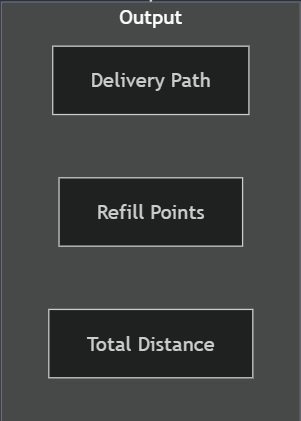 Output
Delivery Path
Refill Points
Total Distance